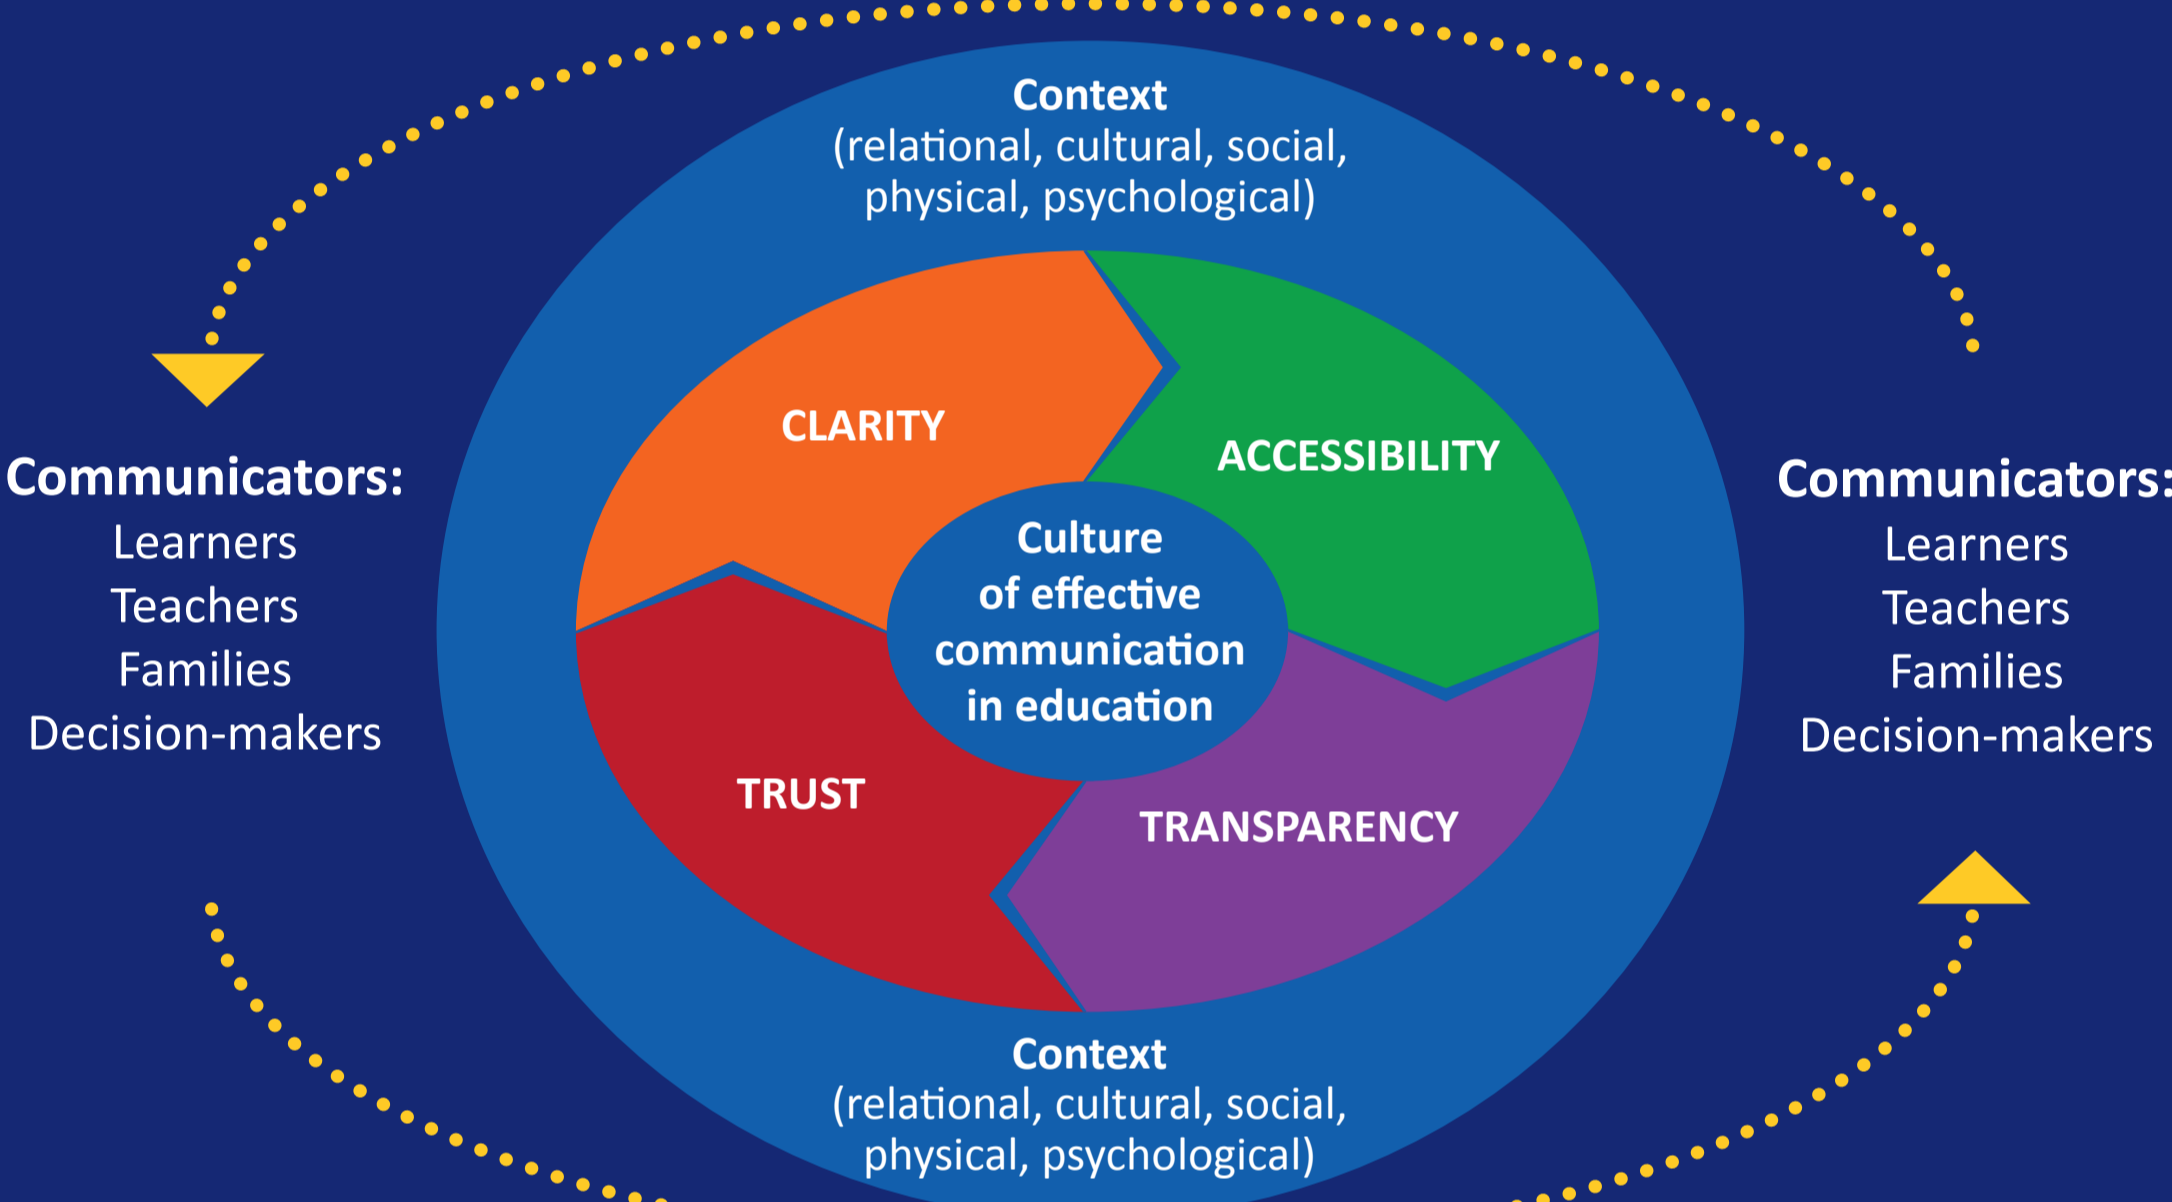 Context
(relational, cultural, social,
physical, psychological)
CLARITY
ACCESSIBILITY
Communicators:
Learners
Teachers
Families
Decision-makers
Culture
of effective
communication
in education
Communicators:
Learners
Teachers
Families
Decision-makers
TRUST
TRANSPARENCY
Context
(relational, cultural, social,
physical, psychological)